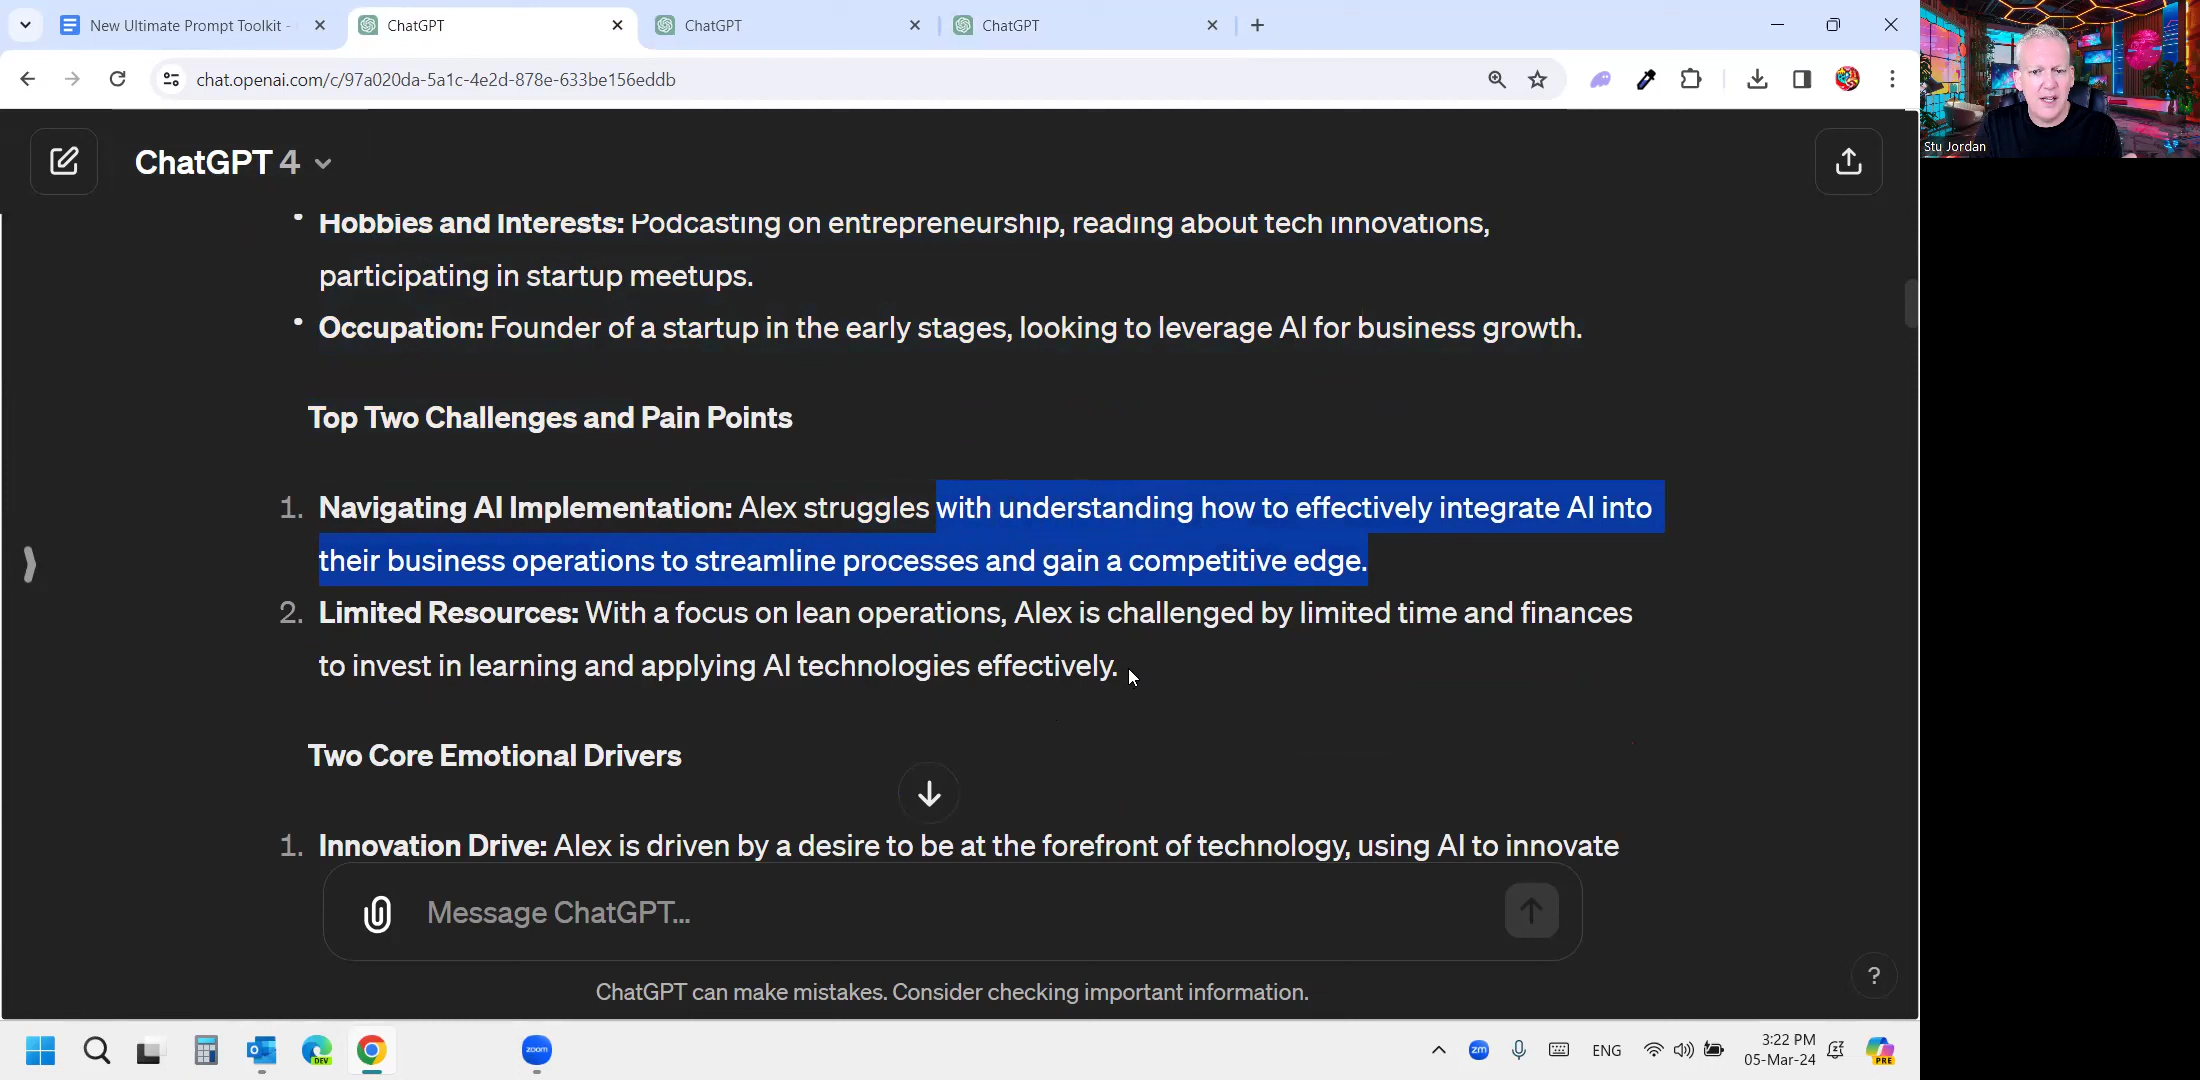 New Ultimate Prompt Toolkit -
ChatGPT
ChatGPT
ChatGPT
chat.openai.com/c/97a020da-5a1c-4e2d-878e-633be156eddb
Stu Jordan
ChatGPT 4
Hobbies and Interests: Podcasting on entrepreneurship, reading about tech innovations,
participating in startup meetups.
Occupation: Founder of a startup in the early stages, looking to leverage AI for business growth.
Top Two Challenges and Pain Points
1. Navigating AI Implementation: Alex struggles with understanding how to effectively integrate AI into
their business operations to streamline processes and gain a competitive edge.
2. Limited Resources: With a focus on lean operations, Alex is challenged by limited time and finances
to invest in learning and applying AI technologies effectively.
Two Core Emotional Drivers
1. Innovation Drive: Alex is driven by a desire to be at the forefront of technology, using AI to innovate
Message ChatGPT...
ChatGPT can make mistakes. Consider checking important information.
?
DEV
zoom
zm
ENG
3:22 PM
05-Mar-24
PRE